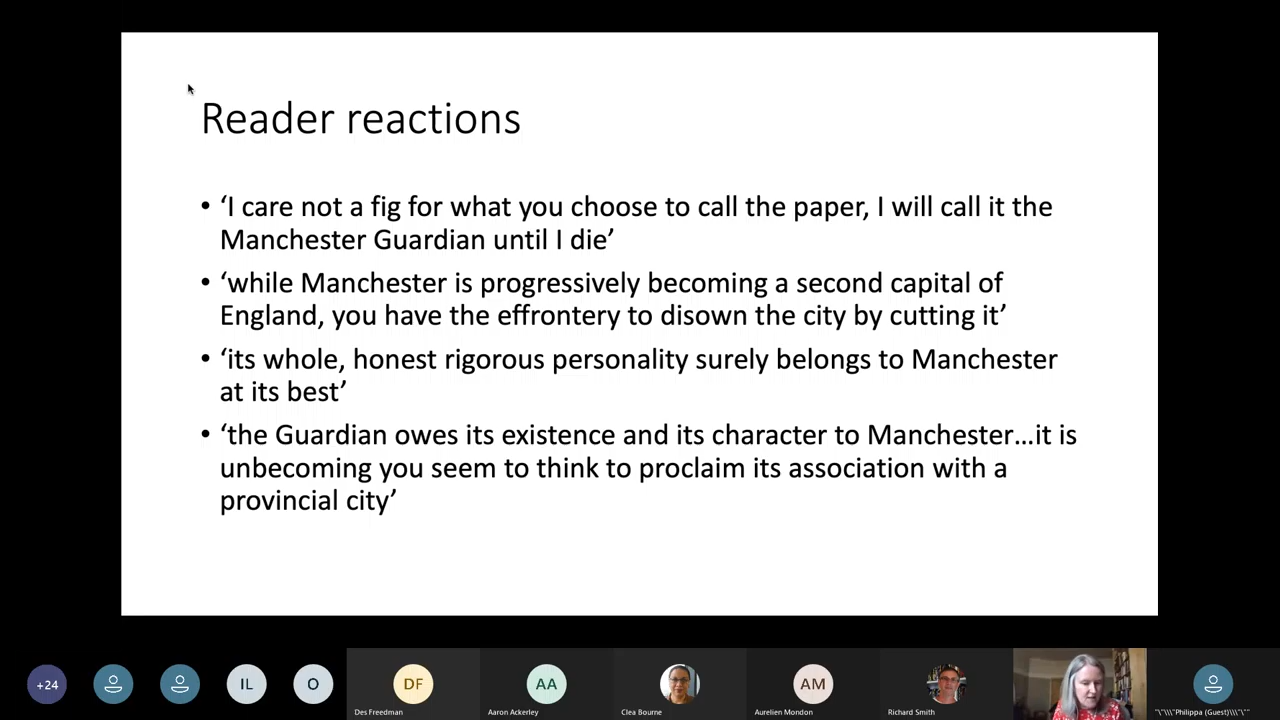 Reader reactions
• ‘I care not a fig for what you choose to call the paper, I will call it the
Manchester Guardian until I die’
• ‘while Manchester is progressively becoming a second capital of
England, you have the effrontery to disown the city by cutting it’
• ‘its whole, honest rigorous personality surely belongs to Manchester
at its best’
• ‘the Guardian owes its existence and its character to Manchester…it is
unbecoming you seem to think to proclaim its association with a
provincial city’
+24
IL
O
DF
AA
AM
Des Freedman
Aaron Ackerley
Clea Bourne
Aurelien Mondon
Richard Smith
"\"\\\"Philippa (Guest)\\\"\""